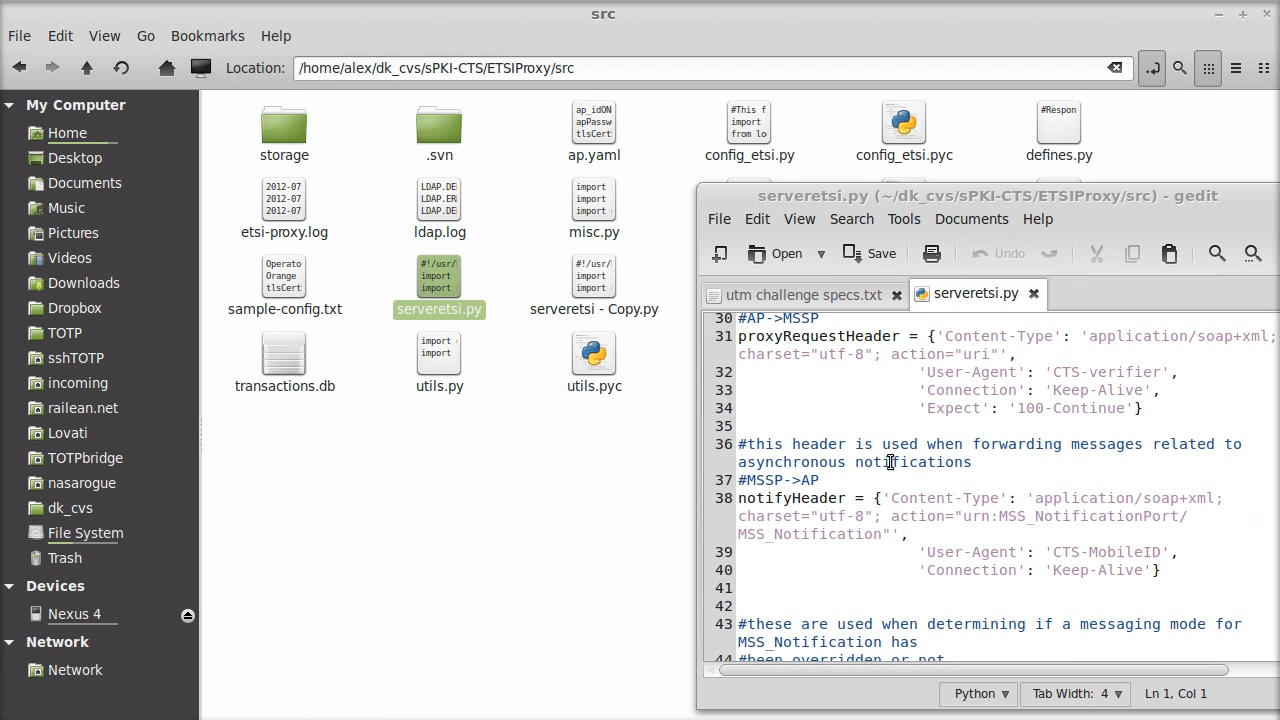 src
File Edit View Go Bookmarks Help
Location: /home/alex/dk_cvs/sPKI-CTS/ETSIProxy/src
My Computer
Home
Desktop
Documents
Music
Pictures
Videos
Downloads
Dropbox
TOTP
sshTOTP
incoming
railean.net
Lovati
TOTPbridge
nasarogue
dk_cvs
File System
Trash
Devices
Nexus 4
Network
Network
storage .svn ap.yaml config_etsi.py config_etsi.pyc defines.py
etsi-proxy.log ldap.log misc.py
sample-config.txt serveretsi.py serveretsi - Copy.py
transactions.db utils.py utils.pyc
serveretsi.py (~/dk_cvs/sPKI-CTS/ETSIProxy/src) - gedit
File Edit View Search Tools Documents Help
Open Save Undo
utm challenge specs.txt serveretsi.py
30 #AP->MSSP
31 proxyRequestHeader = {'Content-Type': 'application/soap+xml;
charset="utf-8"; action="uri"',
32 'User-Agent': 'CTS-verifier',
33 'Connection': 'Keep-Alive',
34 'Expect': '100-Continue'}
35
36 #this header is used when forwarding messages related to
asynchronous notifications
37 #MSSP->AP
38 notifyHeader = {'Content-Type': 'application/soap+xml;
charset="utf-8"; action="urn:MSS_NotificationPort/
MSS_Notification"',
39 'User-Agent': 'CTS-MobileID',
40 'Connection': 'Keep-Alive'}
41
42
43 #these are used when determining if a messaging mode for
MSS_Notification has
44 #been overridden or not
Python Tab Width: 4 Ln 1, Col 1